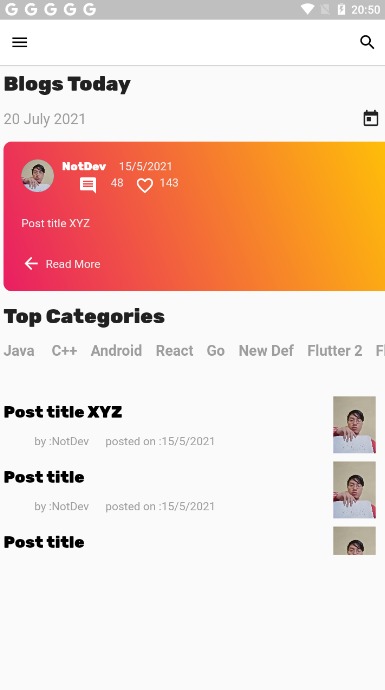 20:50
Blogs Today
20 July 2021
NotDev 15/5/2021
48 143
Post title XYZ
Read More
Top Categories
Java C++ Android React Go New Def Flutter 2 Fl
Post title XYZ
by :NotDev posted on :15/5/2021
Post title
by :NotDev posted on :15/5/2021
Post title